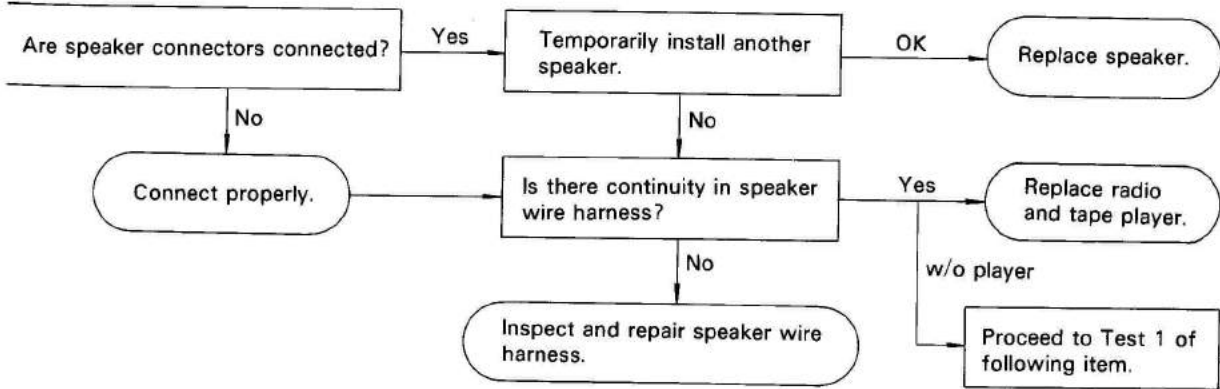 Are speaker connectors connected?
Yes
Temporarily install another
speaker.
OK
Replace speaker.
No
No
Connect properly.
Is there continuity in speaker
wire harness?
Yes
Replace radio
and tape player.
No
w/o player
Inspect and repair speaker wire
harness.
Proceed to Test 1 of
following item.